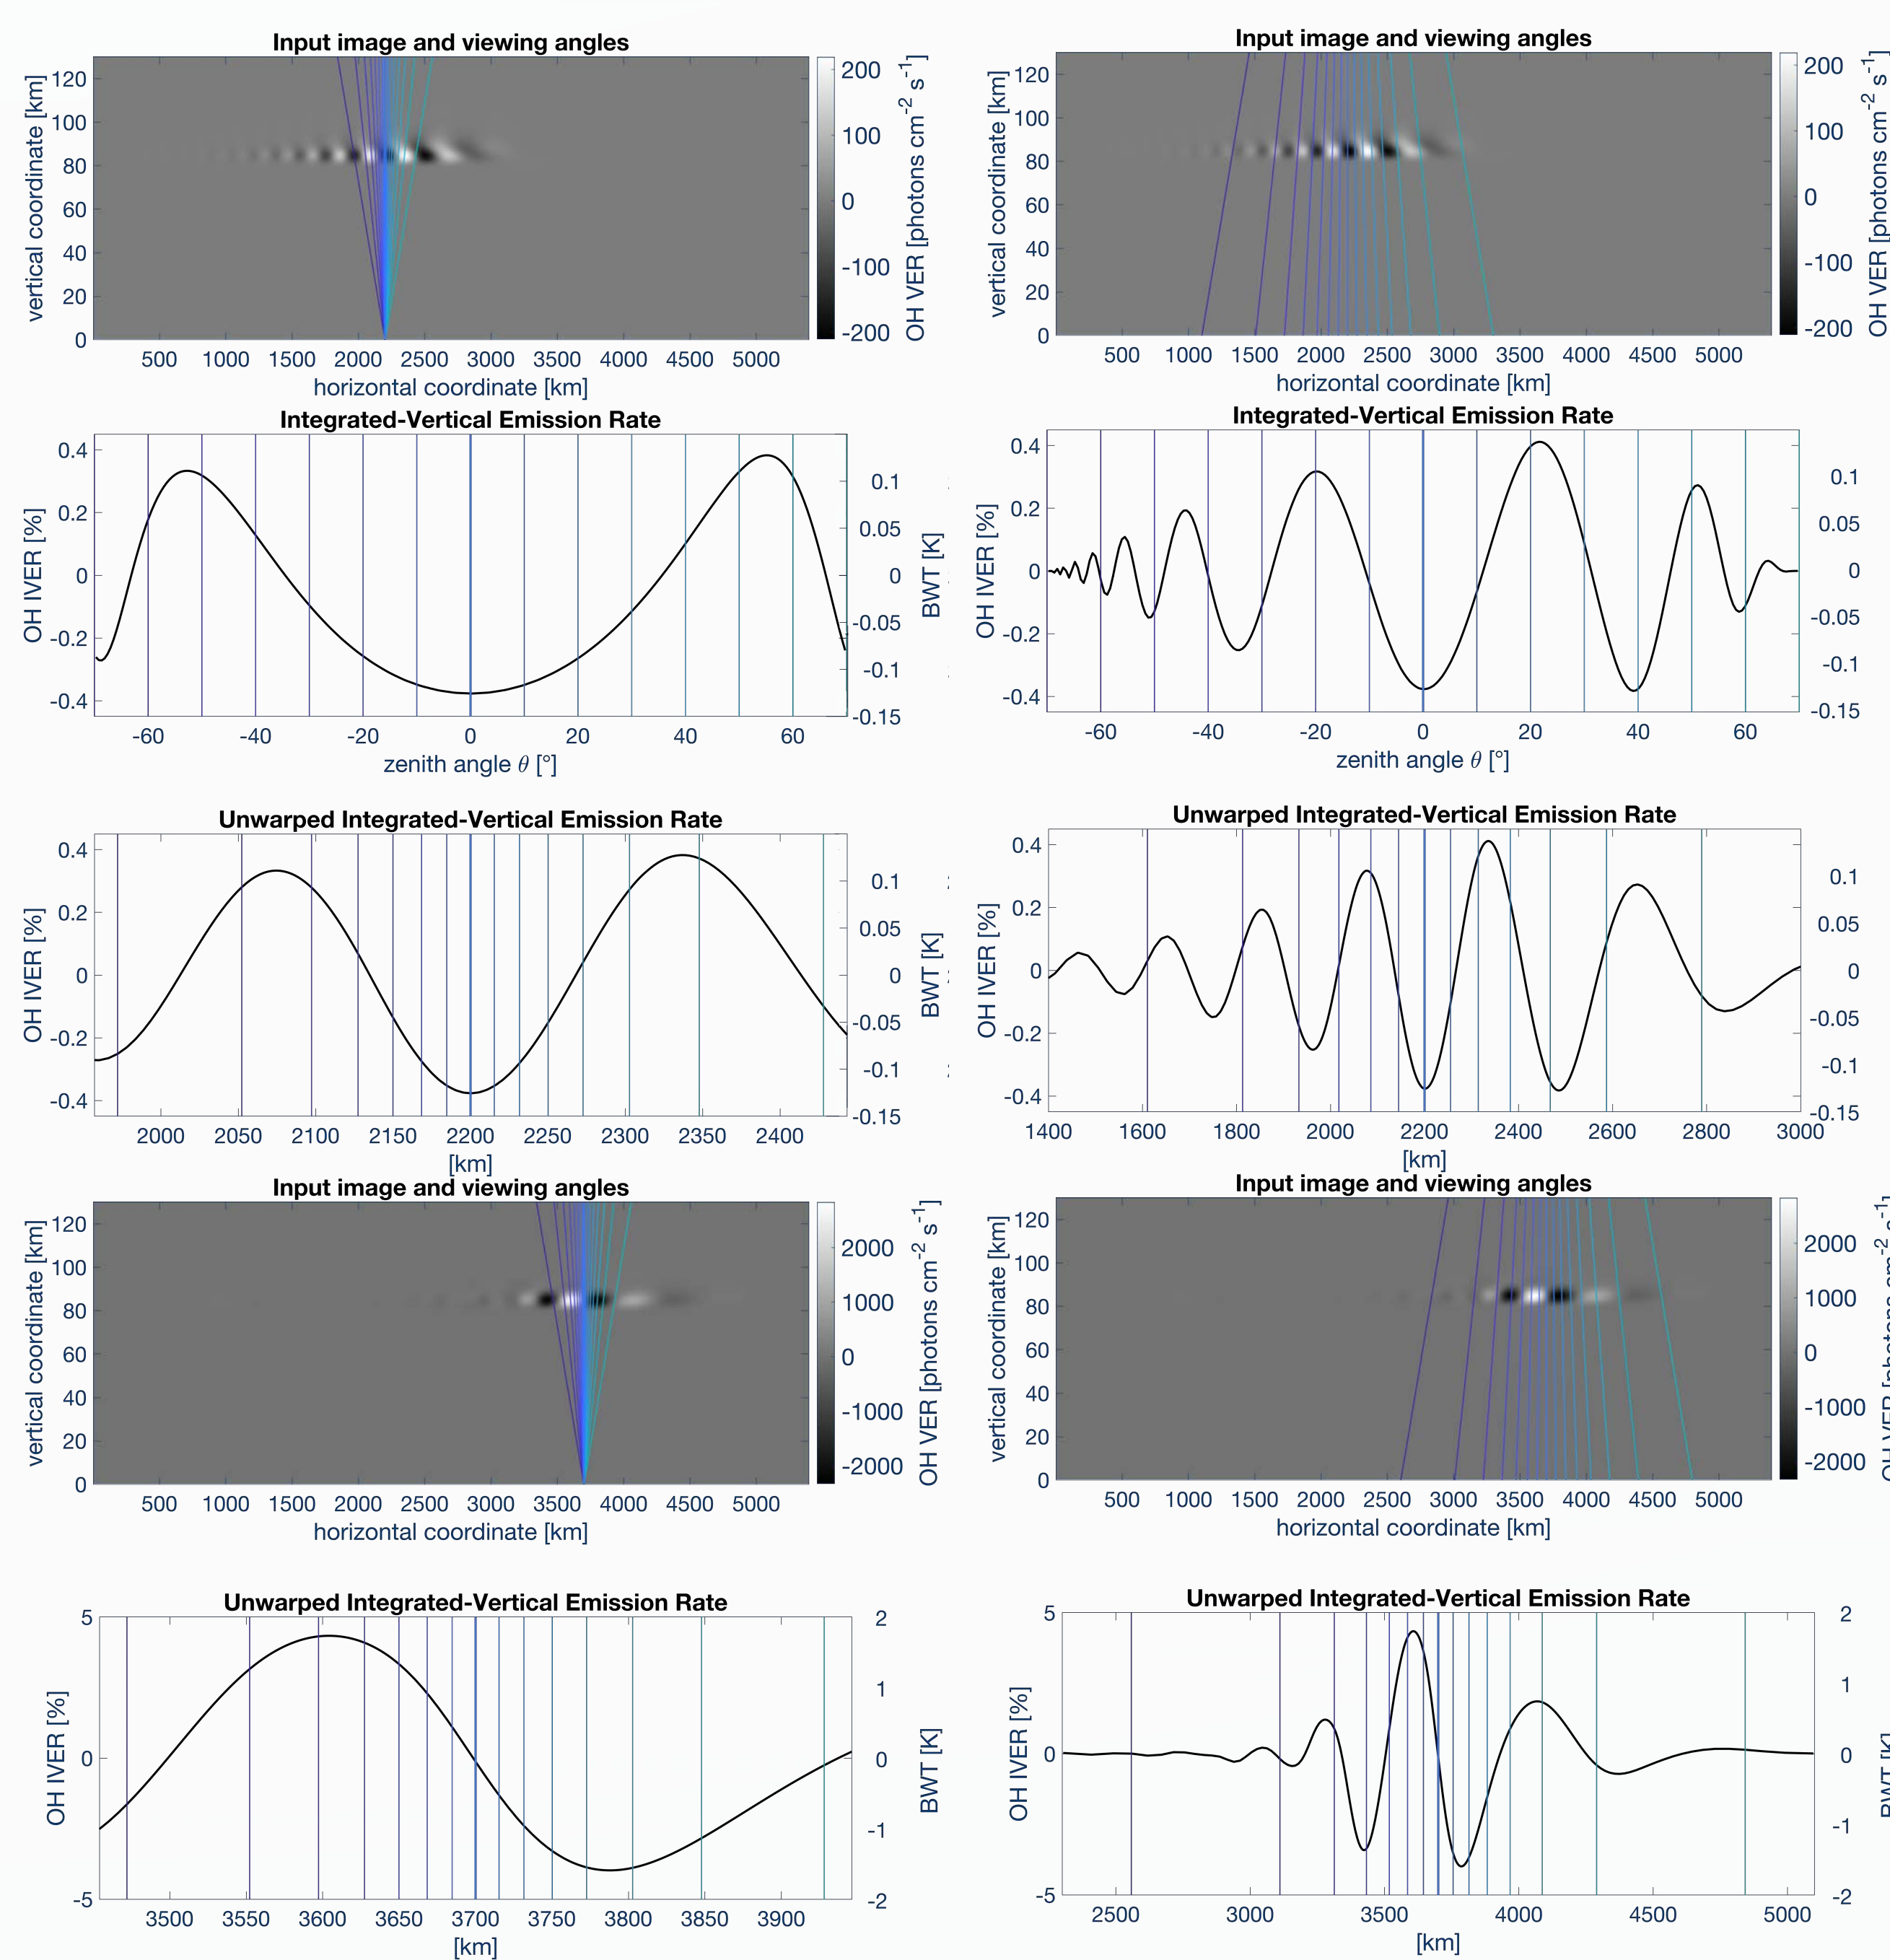 Input image and viewing angles
120
100
80
60
40
20
0
vertical coordinate [km]
500 1000 1500 2000 2500 3000 3500 4000 4500 5000
horizontal coordinate [km]
200
100
0
-100
-200
OH VER [photons cm-2 s-1]
Input image and viewing angles
120
100
80
60
40
20
0
vertical coordinate [km]
500 1000 1500 2000 2500 3000 3500 4000 4500 5000
horizontal coordinate [km]
200
100
0
-100
-200
OH VER [photons cm-2 s-1]
Integrated-Vertical Emission Rate
0.4
0.2
0
-0.2
-0.4
OH IVER [%]
-60 -40 -20 0 20 40 60
zenith angle θ [°]
0.1
0.05
0
-0.05
-0.1
-0.15
BWT [K]
Integrated-Vertical Emission Rate
0.4
0.2
0
-0.2
-0.4
OH IVER [%]
-60 -40 -20 0 20 40 60
zenith angle θ [°]
0.1
0.05
0
-0.05
-0.1
-0.15
Unwarped Integrated-Vertical Emission Rate
0.4
0.2
0
-0.2
-0.4
OH IVER [%]
2000 2050 2100 2150 2200 2250 2300 2350 2400
[km]
0.1
0.05
0
-0.05
-0.1
-0.15
BWT [K]
Unwarped Integrated-Vertical Emission Rate
0.4
0.2
0
-0.2
-0.4
OH IVER [%]
1400 1600 1800 2000 2200 2400 2600 2800 3000
[km]
0.1
0.05
0
-0.05
-0.1
-0.15
Input image and viewing angles
120
100
80
60
40
20
0
vertical coordinate [km]
500 1000 1500 2000 2500 3000 3500 4000 4500 5000
horizontal coordinate [km]
2000
1000
0
-1000
-2000
OH VER [photons cm-2 s-1]
Input image and viewing angles
120
100
80
60
40
20
0
vertical coordinate [km]
500 1000 1500 2000 2500 3000 3500 4000 4500 5000
horizontal coordinate [km]
2000
1000
0
-1000
-2000
OH VER [photons cm-2 s-1]
Unwarped Integrated-Vertical Emission Rate
5
0
-5
OH IVER [%]
3500 3550 3600 3650 3700 3750 3800 3850 3900
[km]
2
1
0
-1
-2
BWT [K]
Unwarped Integrated-Vertical Emission Rate
5
0
-5
OH IVER [%]
2500 3000 3500 4000 4500 5000
[km]
2
1
0
-1
-2
BWT [K]